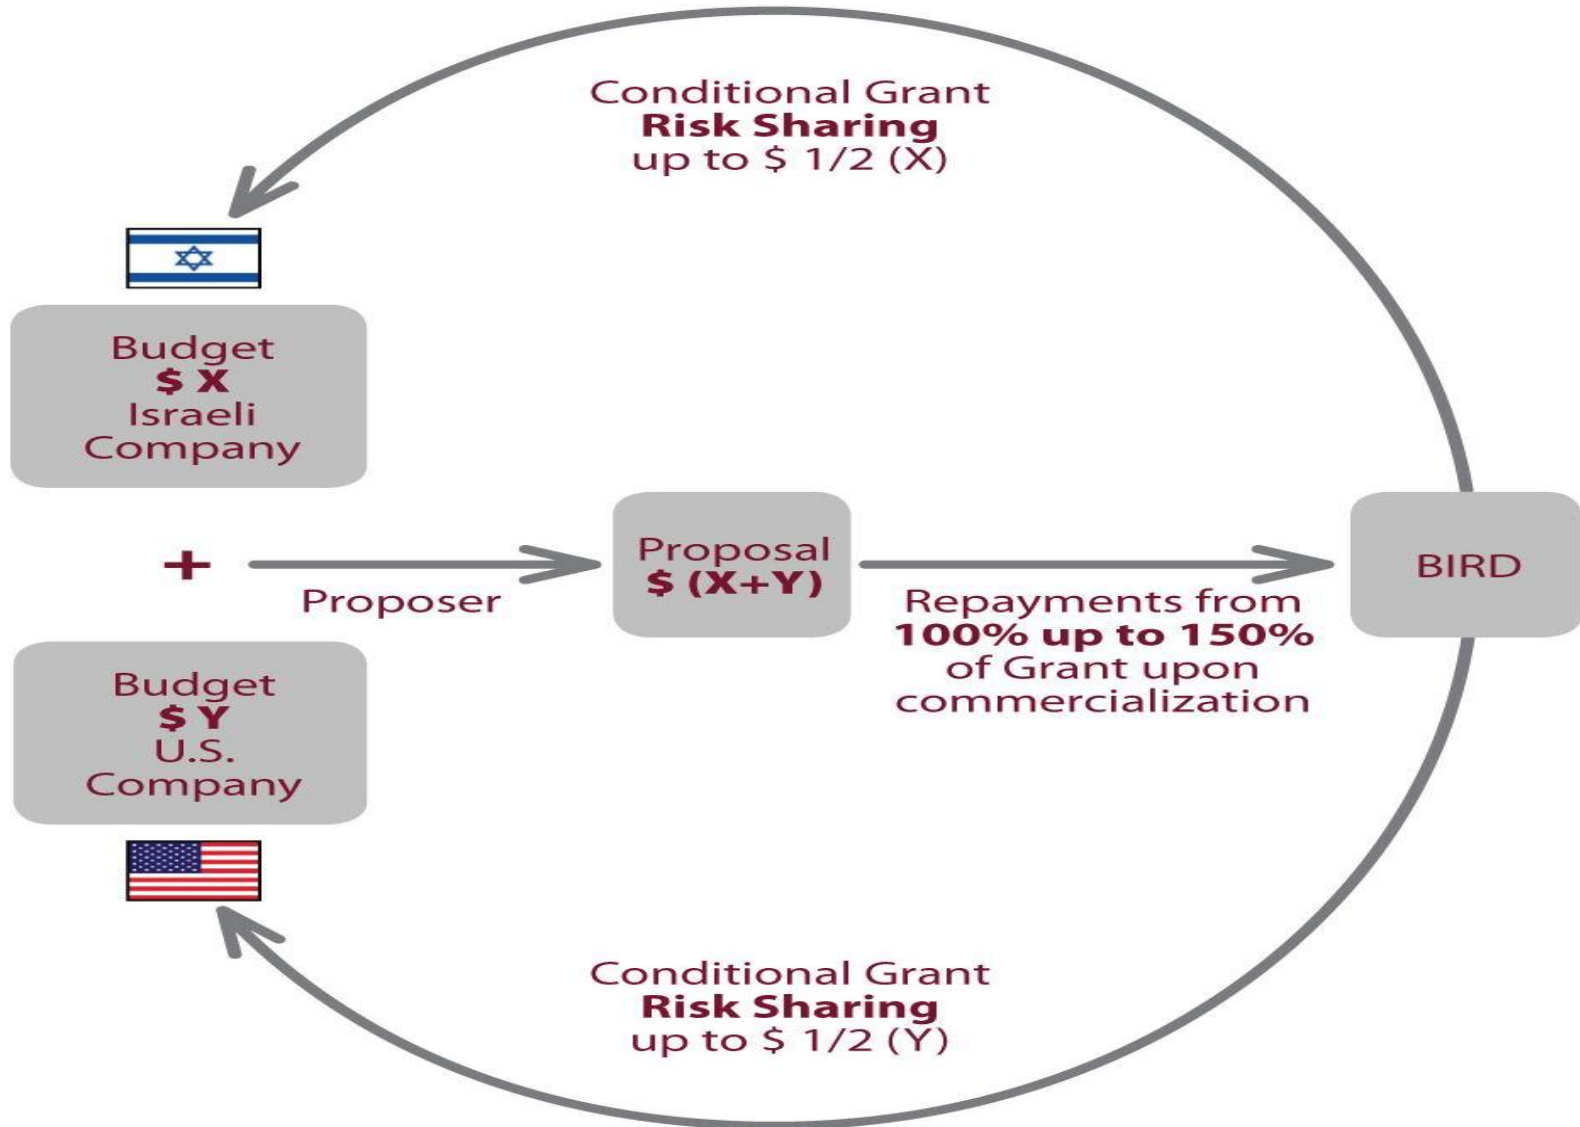 Conditional Grant
Risk Sharing
up to $ 1/2 (X)
Budget
$ X
Israeli
Company
+
Proposer
Proposal
$ (X+Y)
Repayments from
100% up to 150%
of Grant upon
commercialization
BIRD
Budget
$ Y
U.S.
Company
Conditional Grant
Risk Sharing
up to $ 1/2 (Y)